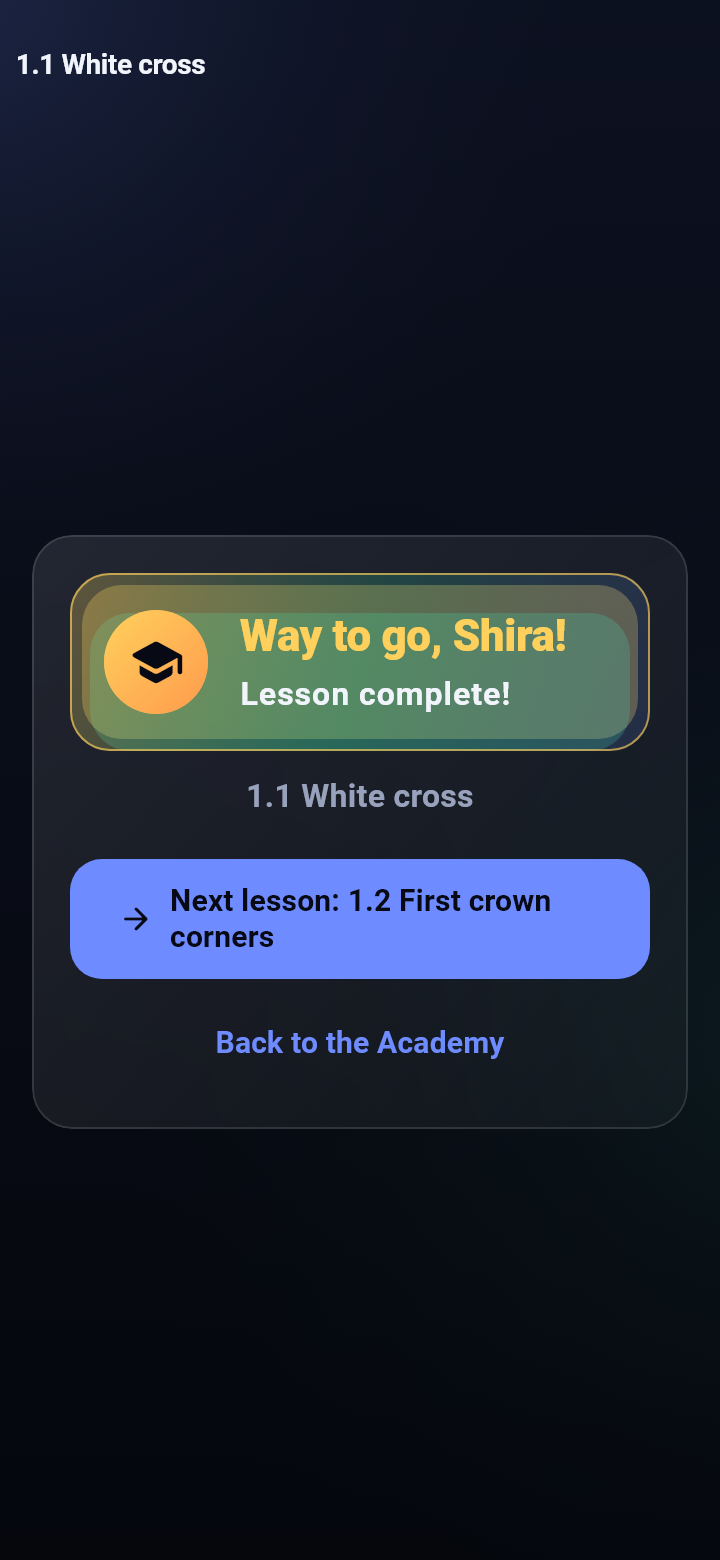 1.1 White cross
Way to go, Shira!
Lesson complete!
1.1 White cross
Next lesson: 1.2 First crown
corners
Back to the Academy